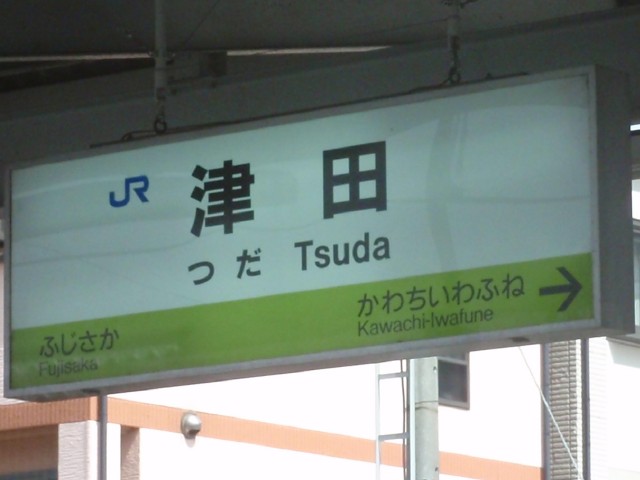 JR 津田
つだ Tsuda
かわちいわふね →
Kawachi-Iwafune
ふじさか
Fujisaka